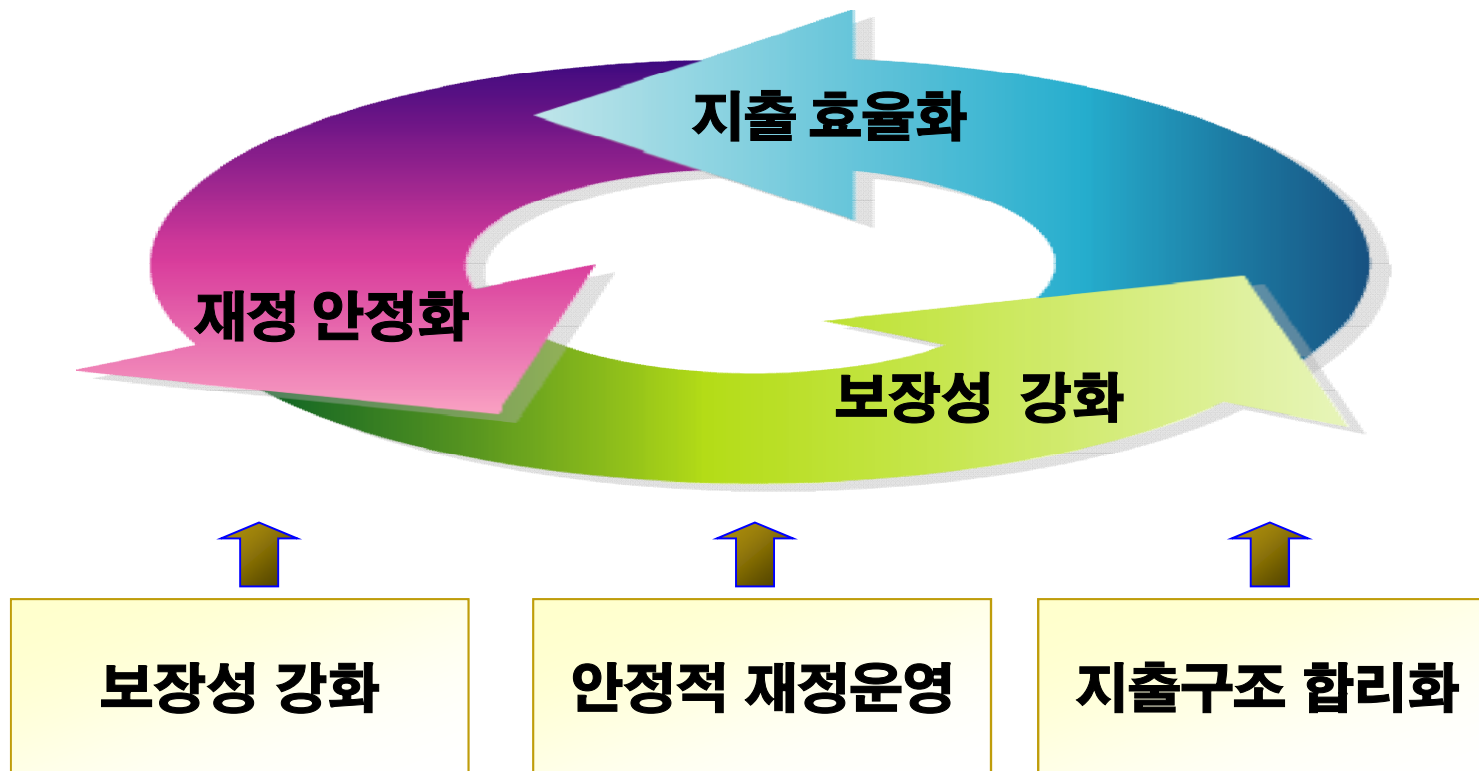 지출 효율화
재정 안정화
보장성 강화
보장성 강화
안정적 재정운영
지출구조 합리화